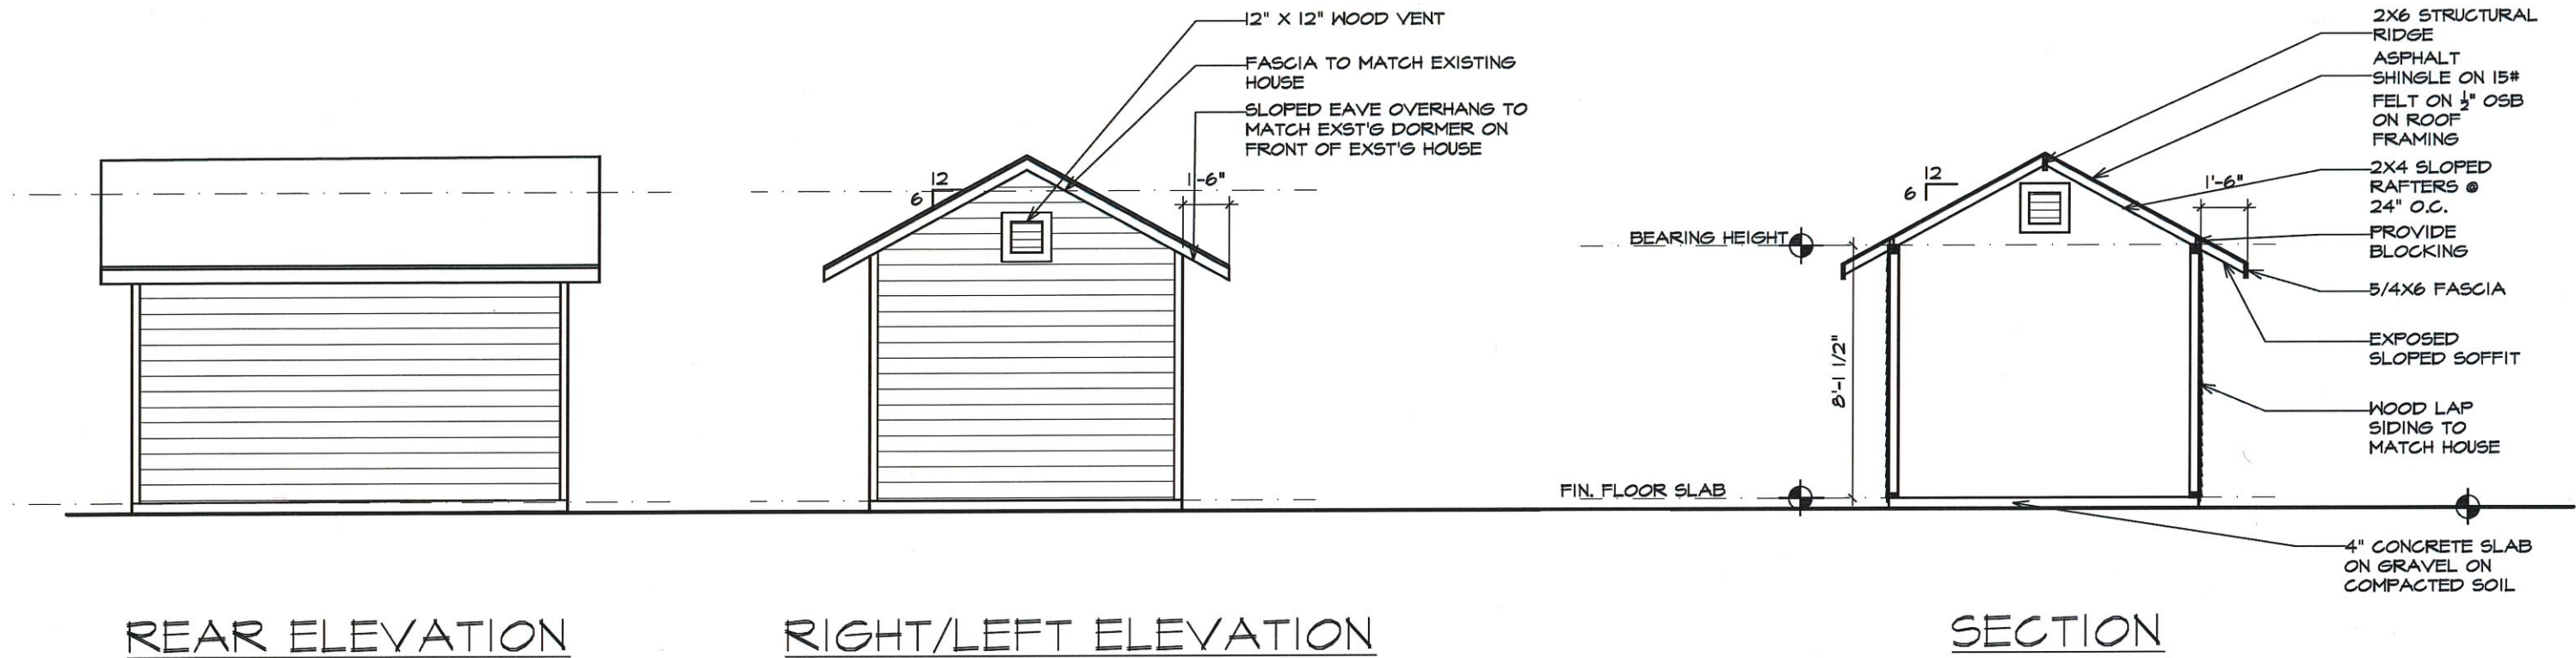 12" X 12" WOOD VENT
FASCIA TO MATCH EXISTING
HOUSE
SLOPED EAVE OVERHANG TO
MATCH EXST'G DORMER ON
FRONT OF EXST'G HOUSE
12
6
1'-6"
REAR ELEVATION
RIGHT/LEFT ELEVATION
2X6 STRUCTURAL
RIDGE
ASPHALT
SHINGLE ON 15#
FELT ON ½" OSB
ON ROOF
FRAMING
2X4 SLOPED
RAFTERS @
24" O.C.
PROVIDE
BLOCKING
5/4X6 FASCIA
EXPOSED
SLOPED SOFFIT
WOOD LAP
SIDING TO
MATCH HOUSE
4" CONCRETE SLAB
ON GRAVEL ON
COMPACTED SOIL
12
6
1'-6"
BEARING HEIGHT
8'-1 1/2"
FIN. FLOOR SLAB
SECTION